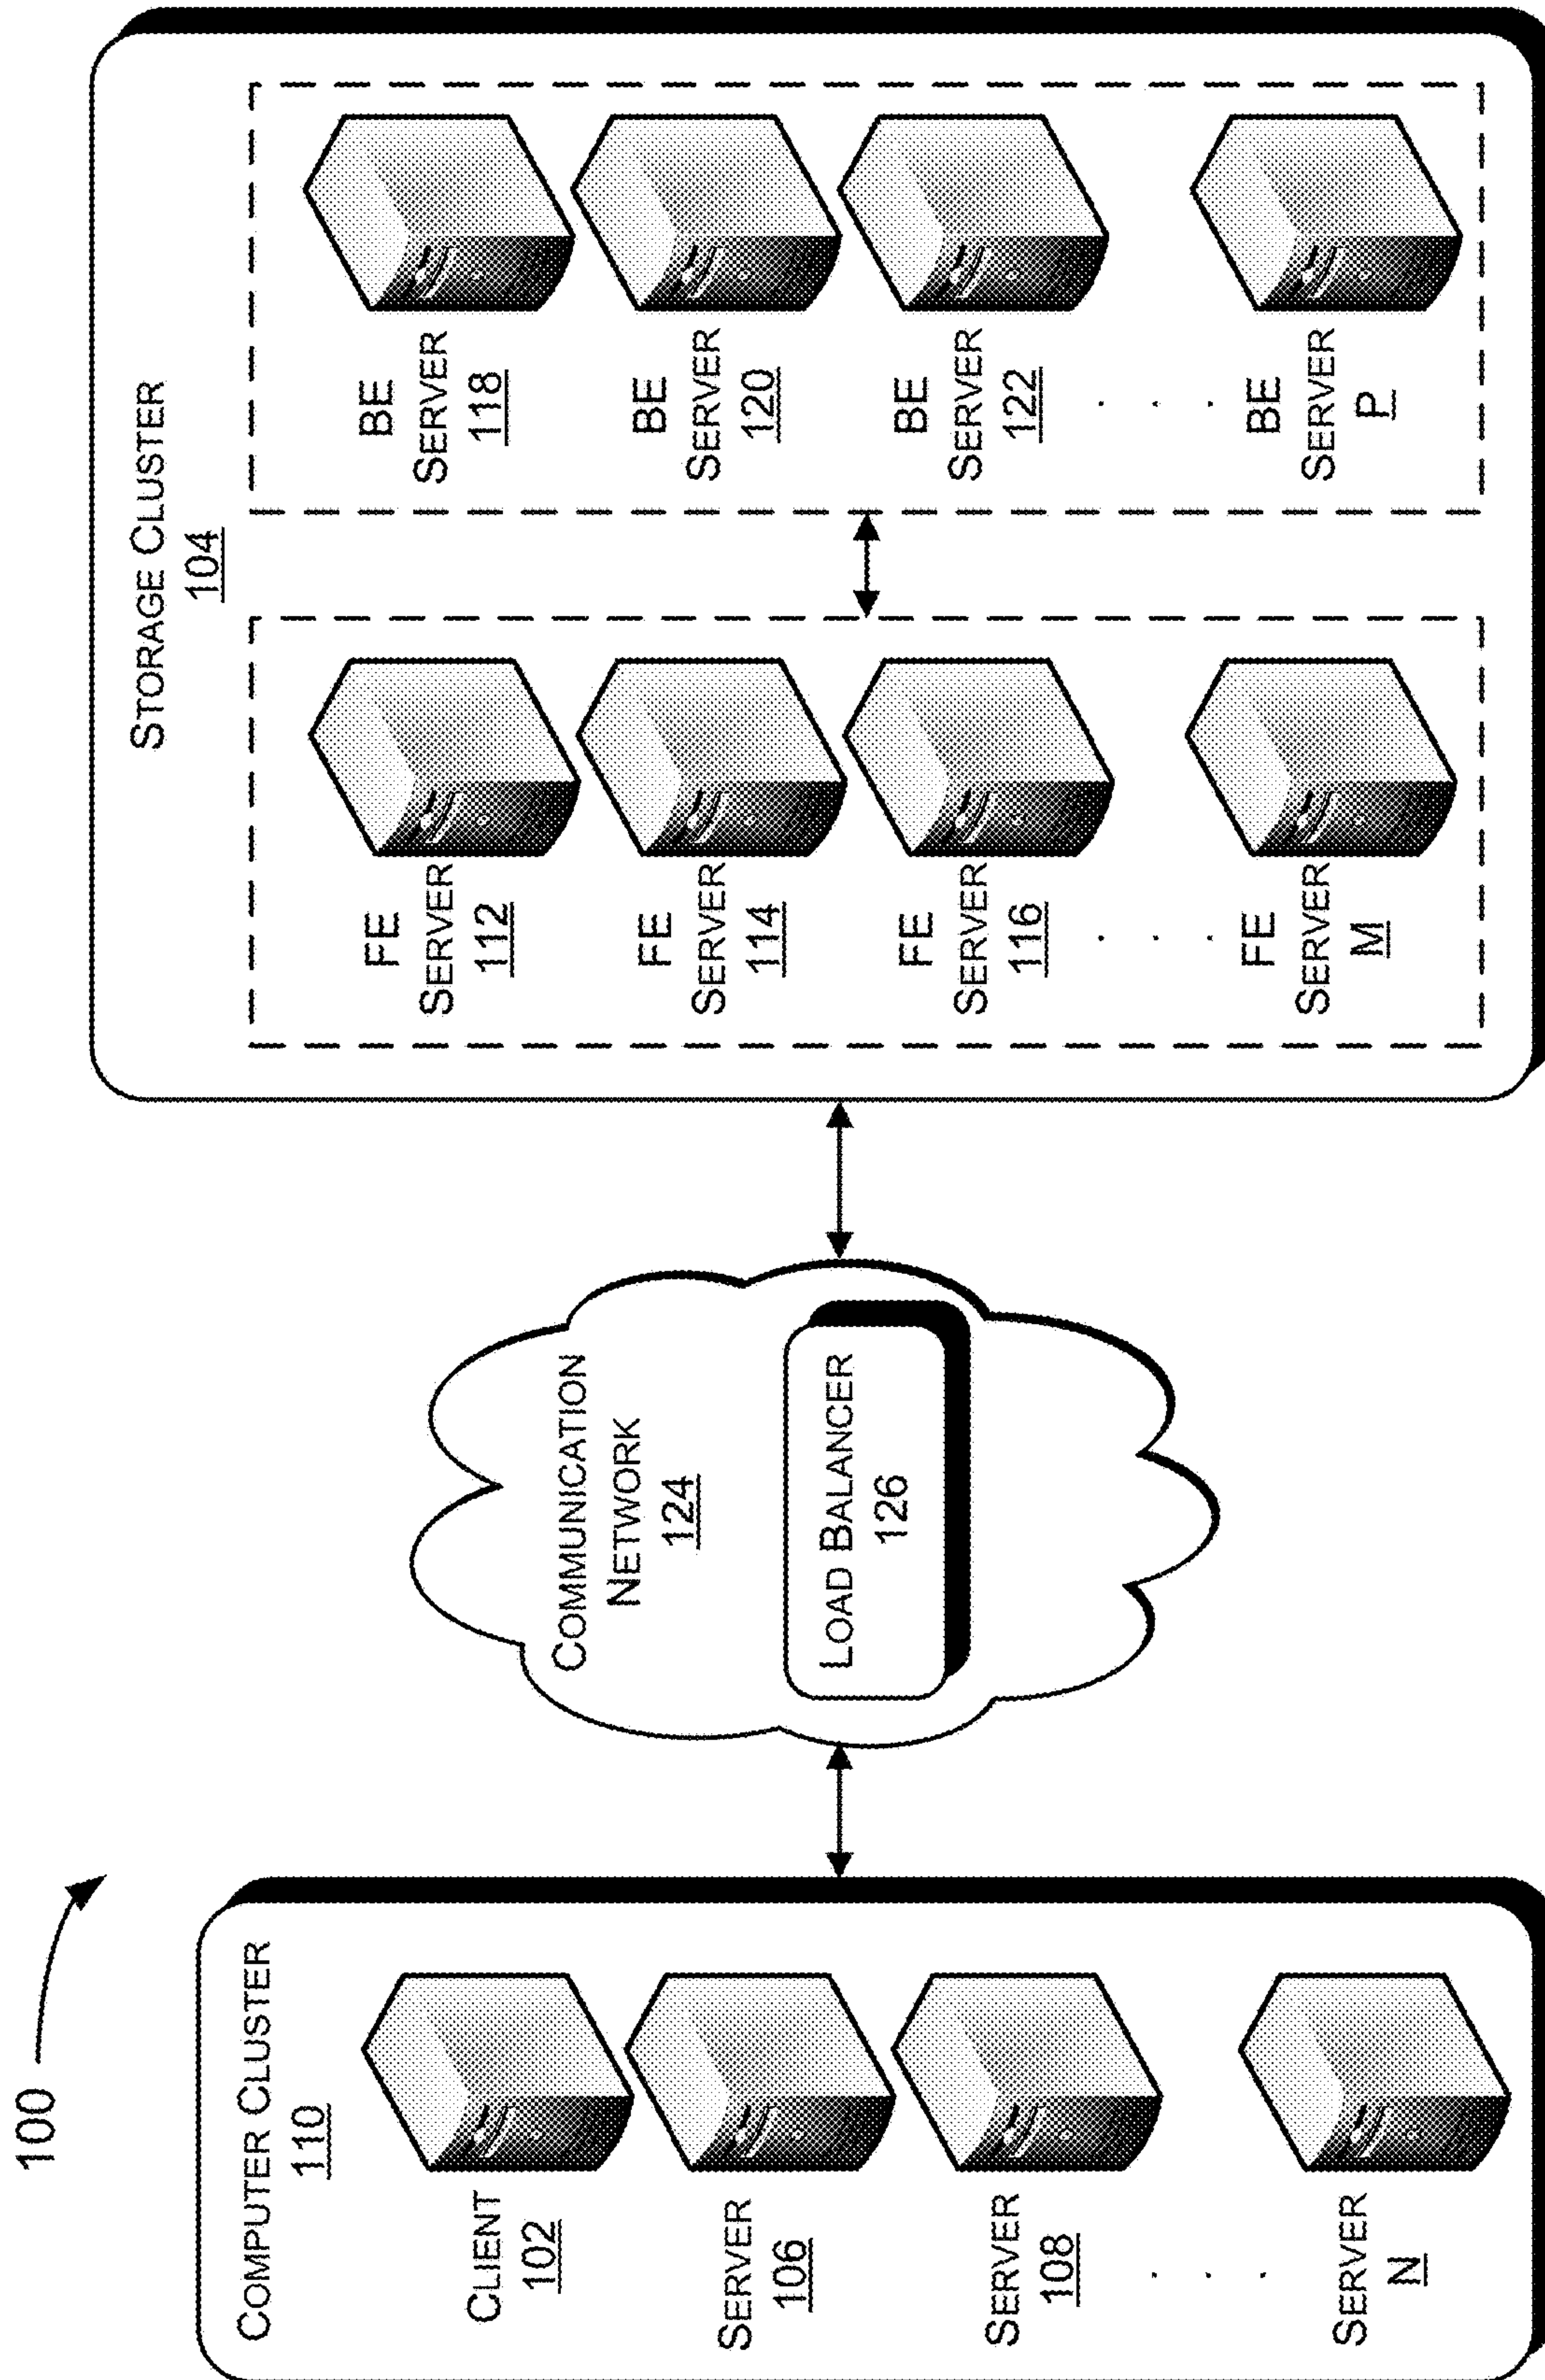 100
COMPUTER CLUSTER
110
CLIENT
102
SERVER
106
SERVER
108
. . .
SERVER
N
COMMUNICATION
NETWORK
124
LOAD BALANCER
126
STORAGE CLUSTER
104
FE
SERVER
112
FE
SERVER
114
FE
SERVER
116
. . .
FE
SERVER
M
BE
SERVER
118
BE
SERVER
120
BE
SERVER
122
. . .
BE
SERVER
P